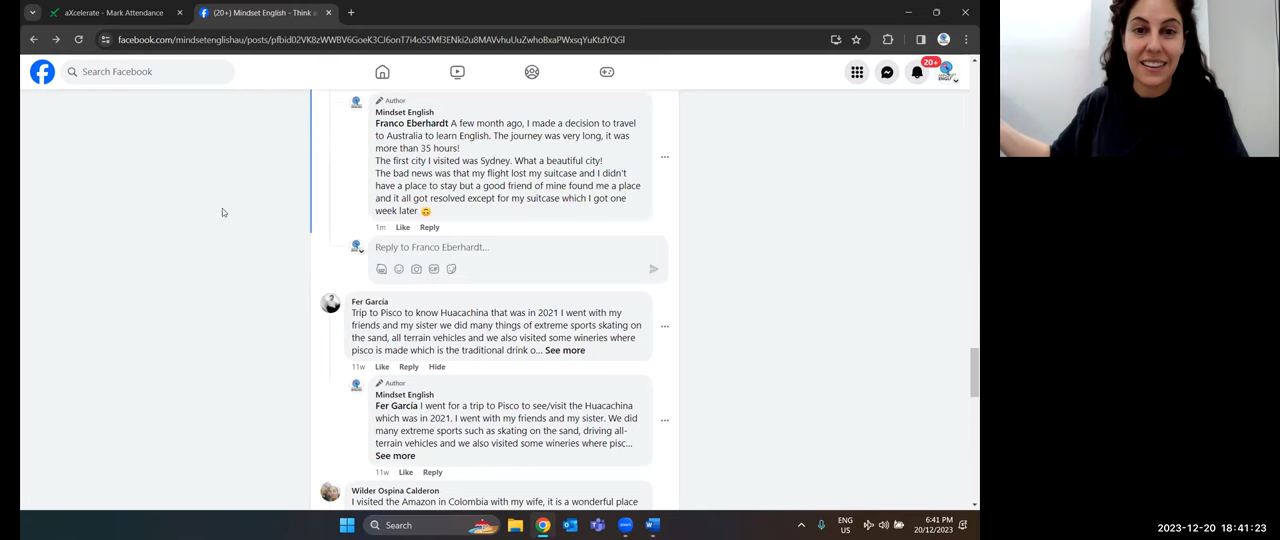 aXcelerate - Mark Attendance
(20+) Mindset English - Think a
facebook.com/mindsetenglishau/posts/pfbid02VK8zWWBV6GoeK3CJ6onT7i4oS5Mf3ENki2u8MAVvhuUuZwhoBxaPWxsqYuKtdYQGl
Search Facebook
20+
Author
Mindset English
Franco Eberhardt A few month ago, I made a decision to travel
to Australia to learn English. The journey was very long, it was
more than 35 hours!
The first city I visited was Sydney. What a beautiful city!
The bad news was that my flight lost my suitcase and I didn't
have a place to stay but a good friend of mine found me a place
and it all got resolved except for my suitcase which I got one
week later 🙃
1m Like Reply
Reply to Franco Eberhardt...
Fer García
Trip to Pisco to know Huacachina that was in 2021 I went with my
friends and my sister we did many things of extreme sports skating on
the sand, all terrain vehicles and we also visited some wineries where
pisco is made which is the traditional drink o... See more
11w Like Reply Hide
Author
Mindset English
Fer García I went for a trip to Pisco to see/visit the Huacachina
which was in 2021. I went with my friends and my sister. We did
many extreme sports such as skating on the sand, driving all-
terrain vehicles and we also visited some wineries where pisc...
See more
11w Like Reply
Wilder Ospina Calderon
I visited the Amazon in Colombia with my wife, it is a wonderful place
Search
ENG
US
6:41 PM
20/12/2023
2023-12-20 18:41:23